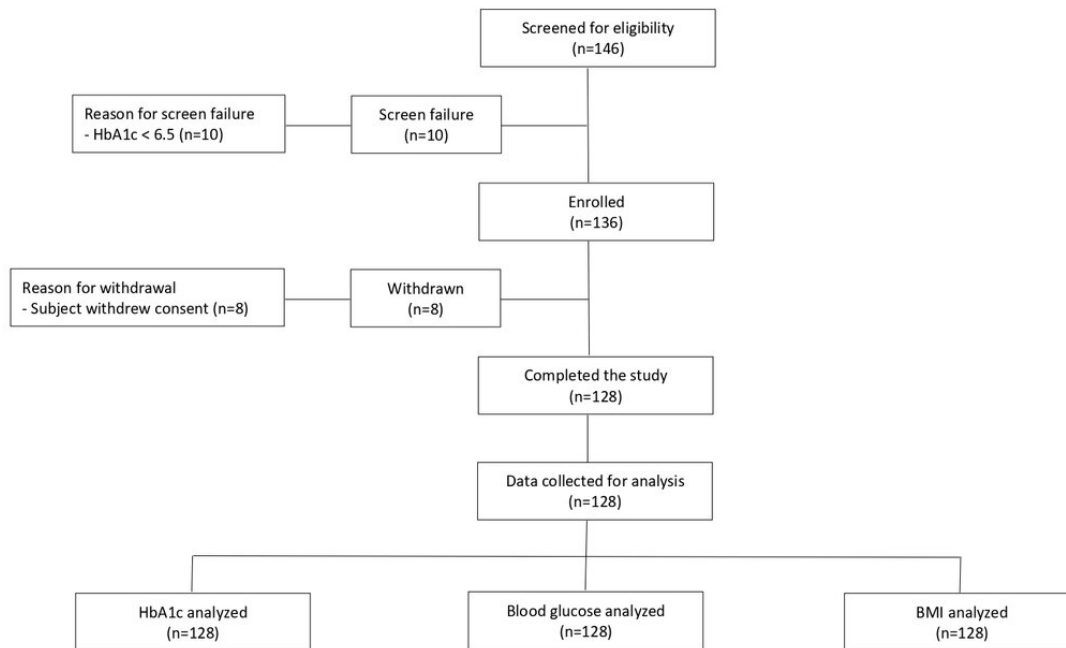 Screened for eligibility
(n=146)
Reason for screen failure
- HbA1c < 6.5 (n=10)
Screen failure
(n=10)
Enrolled
(n=136)
Reason for withdrawal
- Subject withdrew consent (n=8)
Withdrawn
(n=8)
Completed the study
(n=128)
Data collected for analysis
(n=128)
HbA1c analyzed
(n=128)
Blood glucose analyzed
(n=128)
BMI analyzed
(n=128)